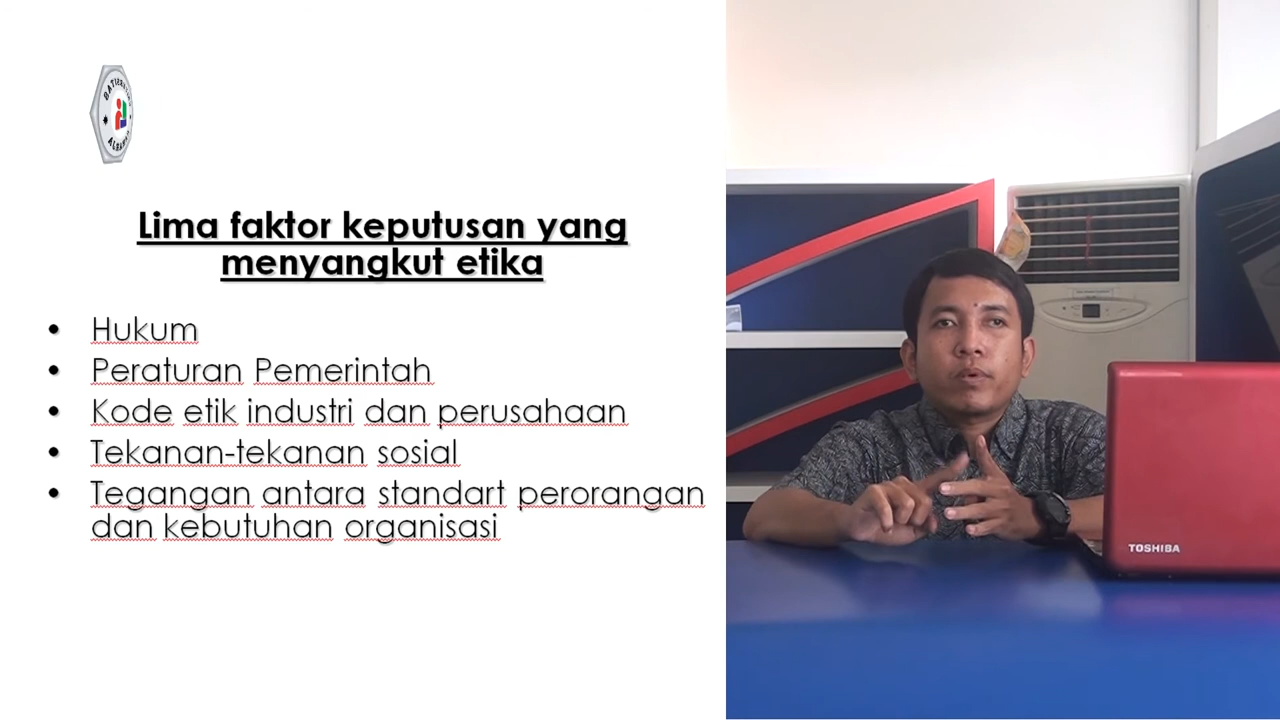 Lima faktor keputusan yang
menyangkut etika
• Hukum
• Peraturan Pemerintah
• Kode etik industri dan perusahaan
• Tekanan-tekanan sosial
• Tegangan antara standart perorangan
dan kebutuhan organisasi
TOSHIBA